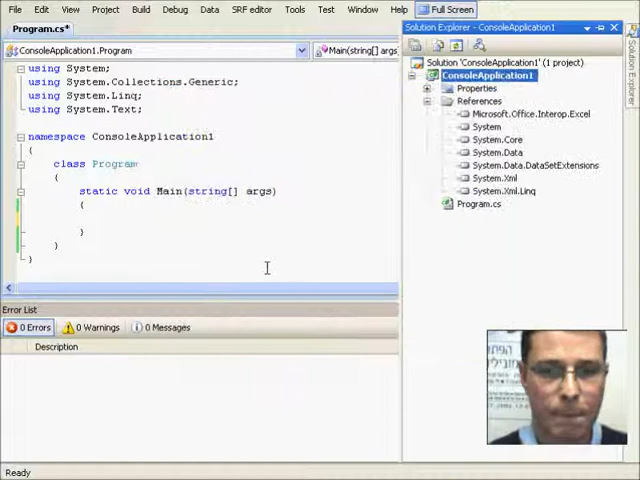 File Edit View Project Build Debug Data SRF editor Tools Test Window Full Screen
Program.cs*
ConsoleApplication1.Program
Main(string[] args)
using System;
using System.Collections.Generic;
using System.Linq;
using System.Text;
namespace ConsoleApplication1
{
class Program
{
static void Main(string[] args)
{
}
}
}
Solution Explorer - ConsoleApplication1
Solution 'ConsoleApplication1' (1 project)
ConsoleApplication1
Properties
References
Microsoft.Office.Interop.Excel
System
System.Core
System.Data
System.Data.DataSetExtensions
System.Xml
System.Xml.Linq
Program.cs
Solution Explorer
Error List
0 Errors
0 Warnings
0 Messages
Description
Ready